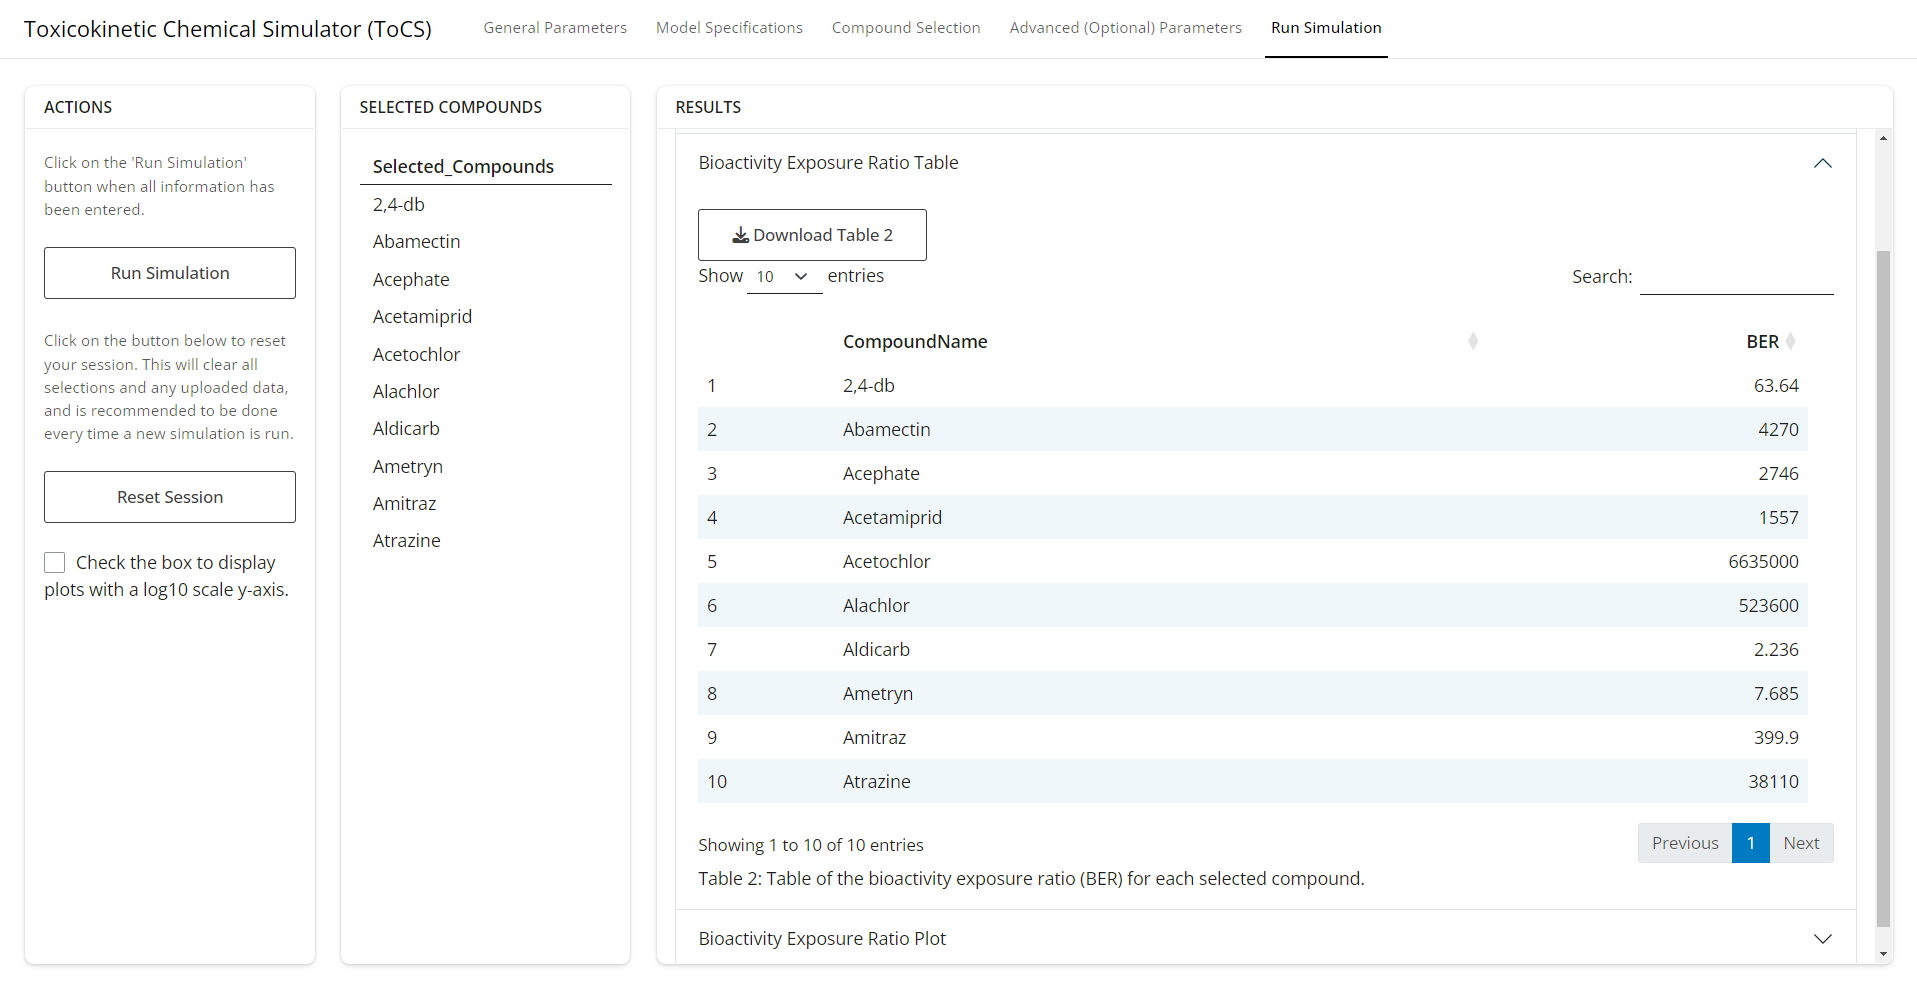 Toxicokinetic Chemical Simulator (ToCS)
General Parameters
Model Specifications
Compound Selection
Advanced (Optional) Parameters
Run Simulation
ACTIONS
Click on the 'Run Simulation'
button when all information has
been entered.
Run Simulation
Click on the button below to reset
your session. This will clear all
selections and any uploaded data,
and is recommended to be done
every time a new simulation is run.
Reset Session
Check the box to display
plots with a log10 scale y-axis.
SELECTED COMPOUNDS
Selected_Compounds
2,4-db
Abamectin
Acephate
Acetamiprid
Acetochlor
Alachlor
Aldicarb
Ametryn
Amitraz
Atrazine
RESULTS
Bioactivity Exposure Ratio Table
Download Table 2
Show 10 entries
Search:
CompoundName BER
1 2,4-db 63.64
2 Abamectin 4270
3 Acephate 2746
4 Acetamiprid 1557
5 Acetochlor 6635000
6 Alachlor 523600
7 Aldicarb 2.236
8 Ametryn 7.685
9 Amitraz 399.9
10 Atrazine 38110
Showing 1 to 10 of 10 entries
Previous 1 Next
Table 2: Table of the bioactivity exposure ratio (BER) for each selected compound.
Bioactivity Exposure Ratio Plot